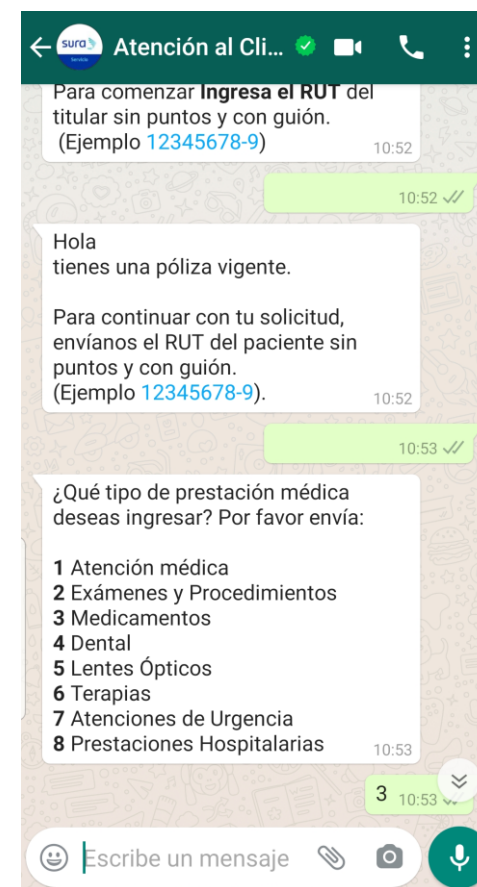 sura
Servicio
Atención al Cli...
Para comenzar Ingresa el RUT del
titular sin puntos y con guión.
(Ejemplo 12345678-9)
10:52
10:52
Hola
tienes una póliza vigente.
Para continuar con tu solicitud,
envíanos el RUT del paciente sin
puntos y con guión.
(Ejemplo 12345678-9).
10:52
10:53
¿Qué tipo de prestación médica
deseas ingresar? Por favor envía:
1 Atención médica
2 Exámenes y Procedimientos
3 Medicamentos
4 Dental
5 Lentes Ópticos
6 Terapias
7 Atenciones de Urgencia
8 Prestaciones Hospitalarias
10:53
3 10:53
Escribe un mensaje